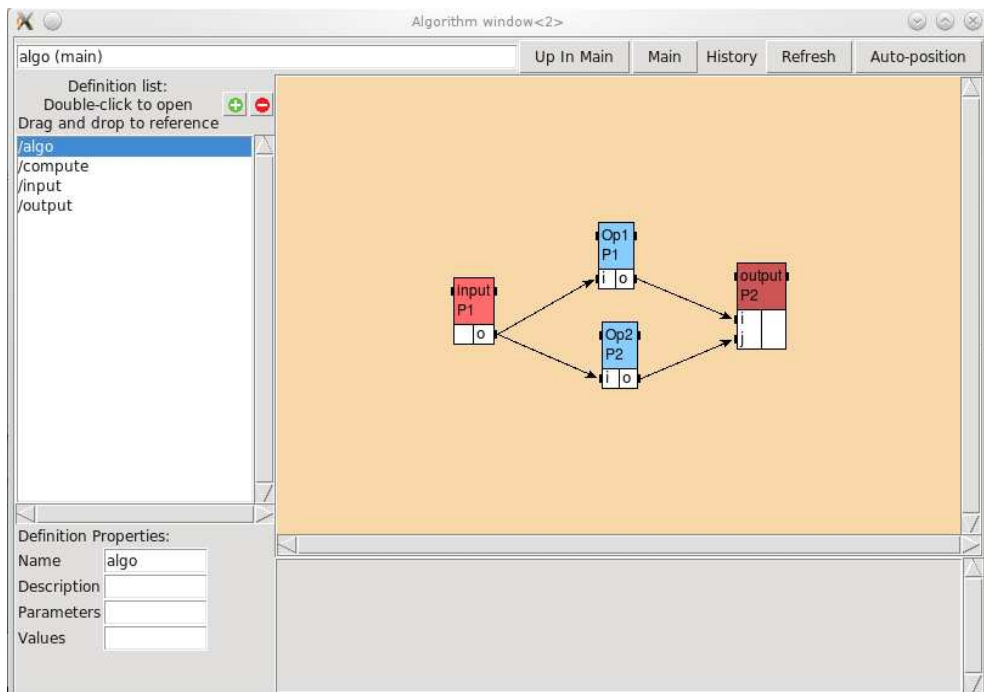 Algorithm window<2>
algo (main)
Up In Main
Main
History
Refresh
Auto-position
Definition list:
Double-click to open
Drag and drop to reference
/algo
/compute
/input
/output
input
P1
o
Op1
P1
i o
Op2
P2
i o
output
P2
i
j
Definition Properties:
Name algo
Description
Parameters
Values